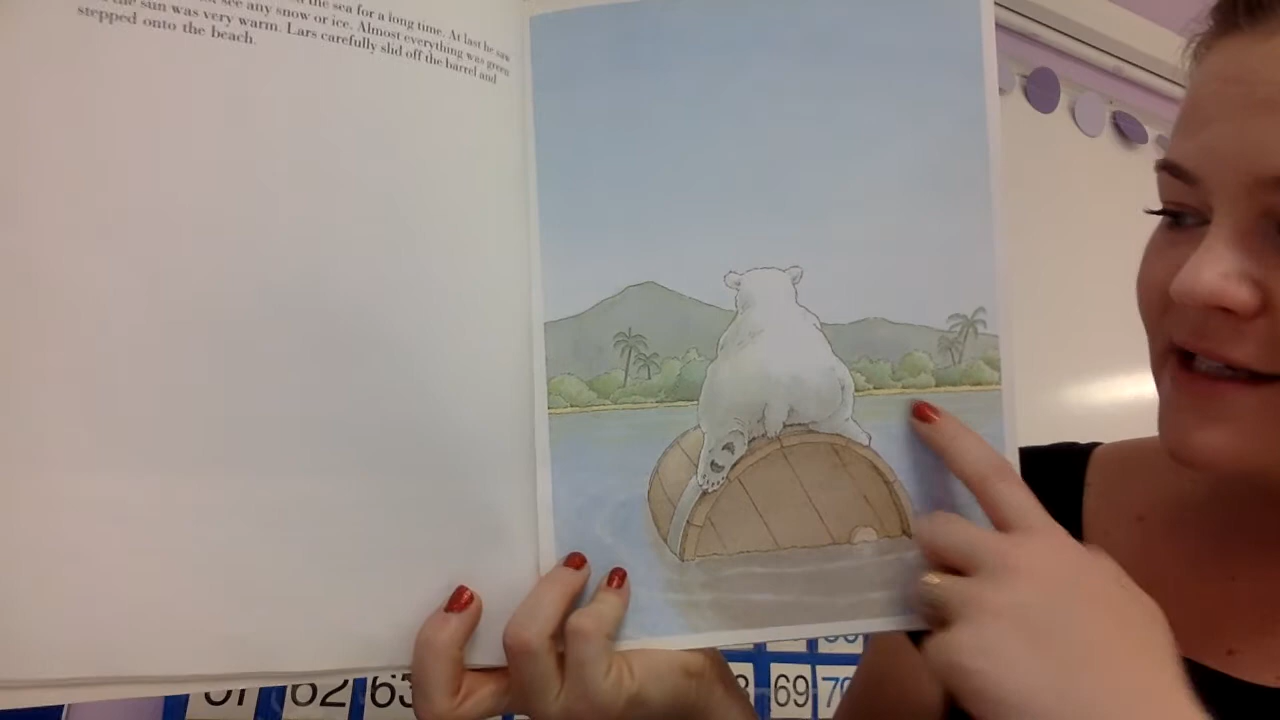 the sea for a long time. At last he saw
see any snow or ice. Almost everything was green
the sun was very warm. Lars carefully slid off the barrel and
stepped onto the beach.
62 63 69